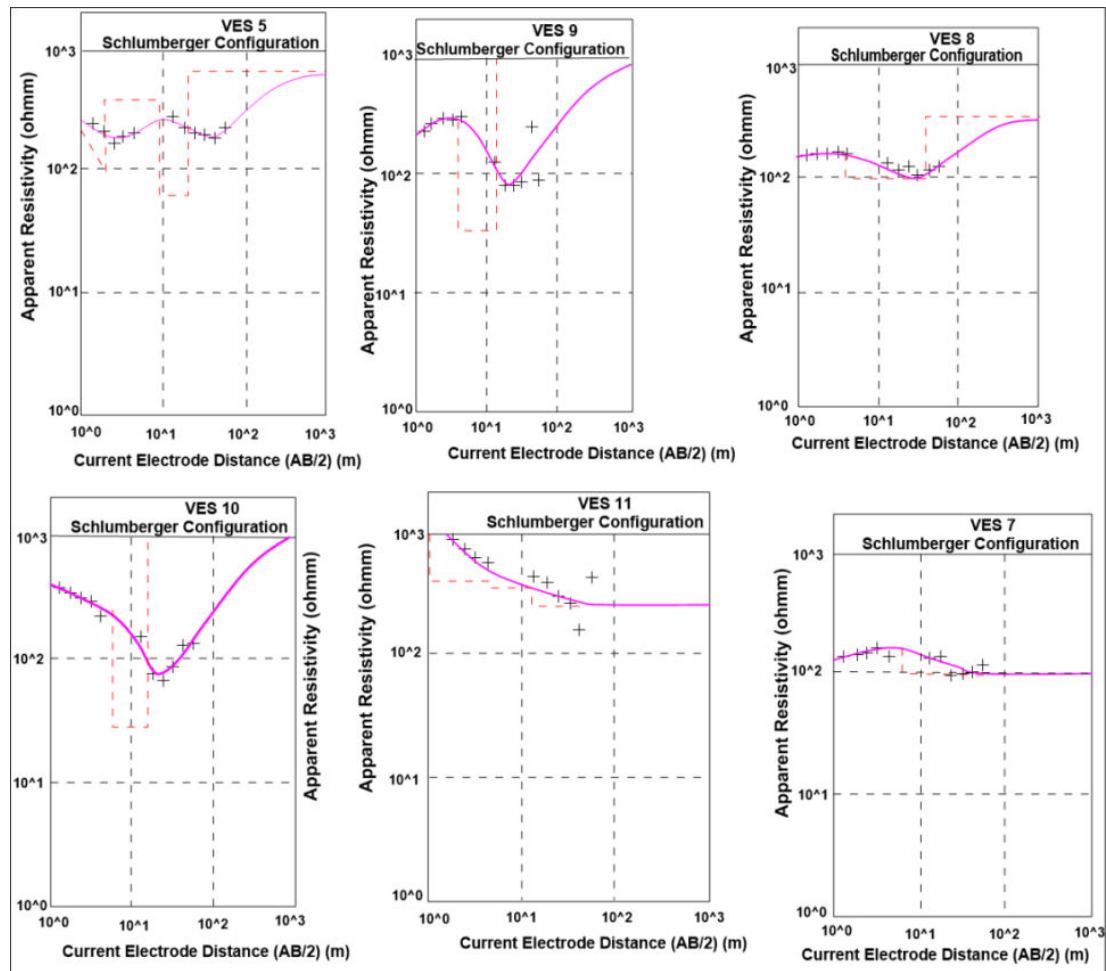 VES 5
Schlumberger Configuration
10^3
10^2
10^1
10^0
Apparent Resistivity (ohmm)
10^0 10^1 10^2 10^3
Current Electrode Distance (AB/2) (m)
VES 9
Schlumberger Configuration
10^3
10^2
10^1
10^0
Apparent Resistivity (ohmm)
10^0 10^1 10^2 10^3
Current Electrode Distance (AB/2) (m)
VES 8
Schlumberger Configuration
10^3
10^2
10^1
10^0
Apparent Resistivity (ohmm)
10^0 10^1 10^2 10^3
Current Electrode Distance (AB/2) (m)
VES 10
Schlumberger Configuration
10^3
10^2
10^1
10^0
Apparent Resistivity (ohmm)
10^0 10^1 10^2 10^3
Current Electrode Distance (AB/2) (m)
VES 11
Schlumberger Configuration
10^3
10^2
10^1
10^0
Apparent Resistivity (ohmm)
10^0 10^1 10^2 10^3
Current Electrode Distance (AB/2) (m)
VES 7
Schlumberger Configuration
10^3
10^2
10^1
10^0
Apparent Resistivity (ohmm)
10^0 10^1 10^2 10^3
Current Electrode Distance (AB/2) (m)